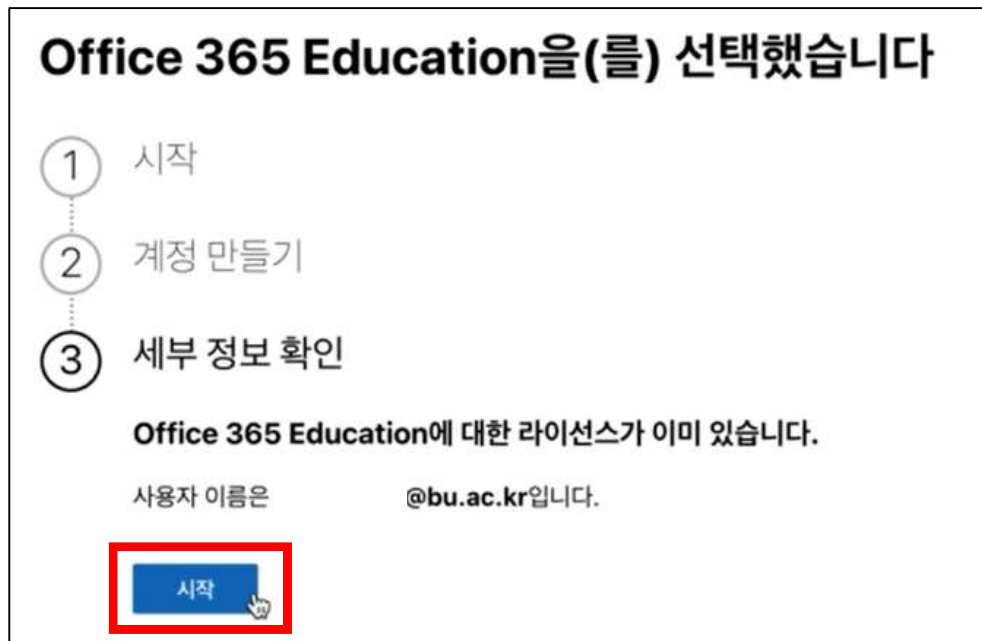 Office 365 Education을(를) 선택했습니다
1 시작
2 계정 만들기
3 세부 정보 확인
Office 365 Education에 대한 라이선스가 이미 있습니다.
사용자 이름은 @bu.ac.kr입니다.
시작